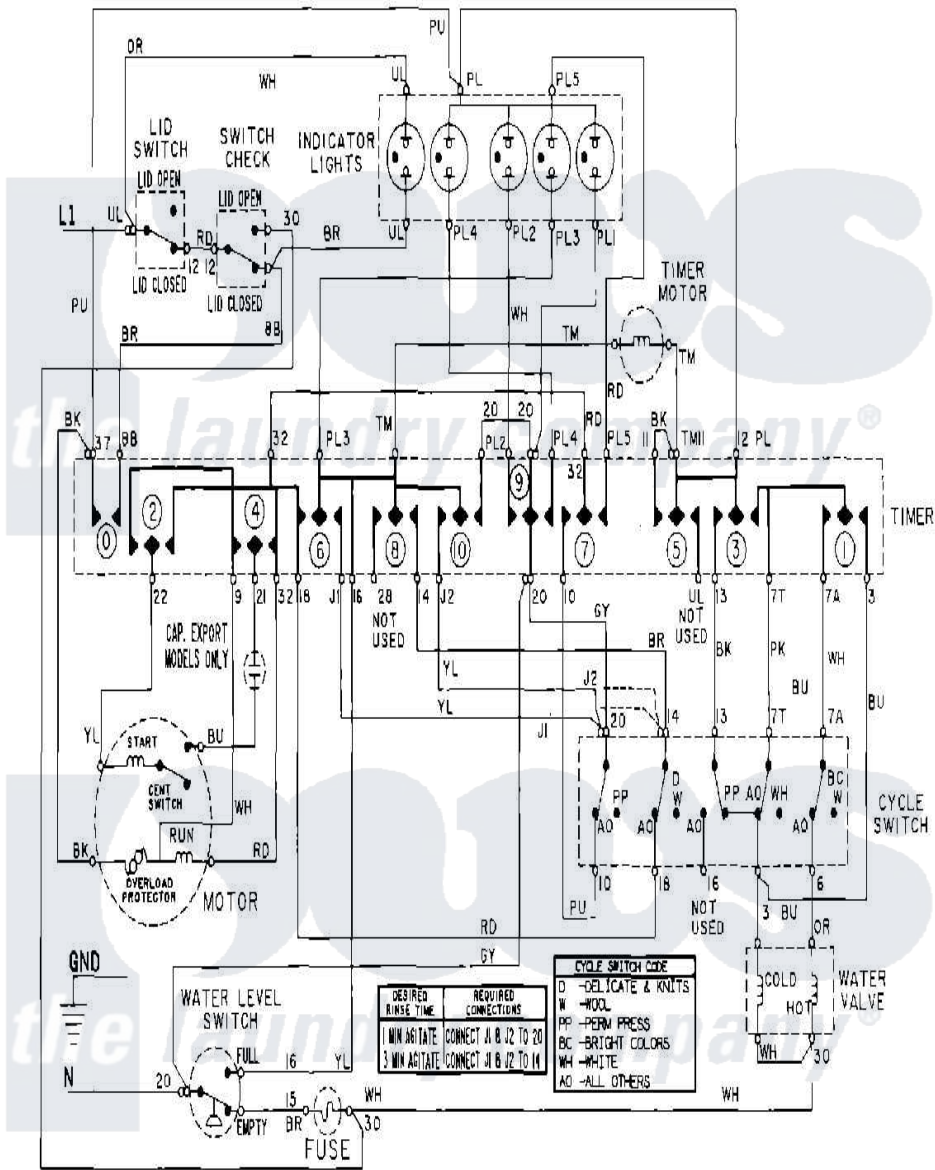 PU
OR
UL
PL
PL5
WH
LID
SWITCH
SWITCH
CHECK
INDICATOR
LIGHTS
LID OPEN
LID OPEN
L1
UL
30
RD
BR
UL
PL4
PL2
PL3
PL1
12 12
LID CLOSED
LID CLOSED
TIMER
MOTOR
PU
BR
BB
WH
TM
TM
RD
the laundry company®
BK
37
BB
32
PL3
TM
20
20
PL2
PL4
RD
PL5
32
BK
11
TM11
12 PL
9
0
2
4
6
8
10
7
5
3
1
TIMER
22
9
21
32
18
J1
16
28
14
J2
20
10
UL
13
7T
7A
3
NOT
USED
NOT
USED
GY
CAP. EXPORT
MODELS ONLY
BR
BK
PK
WH
YL
YL
J2
BU
BU
J1
20
14
13
7T
7A
YL
START
BU
CENT
SWITCH
WH
PP
D
W
PP
AO
WH
BC
W
CYCLE
SWITCH
AO
AO
AO
AO
RUN
BK
RD
OVERLOAD
PROTECTOR
MOTOR
10
18
16
6
PU
NOT
USED
3
BU
OR
RD
GY
GND
WATER LEVEL
SWITCH
DESIRED
RINSE TIME
REQUIRED
CONNECTIONS
1 MIN AGITATE
CONNECT J1 & J2 TO 20
3 MIN AGITATE
CONNECT J1 & J2 TO 14
CYCLE SWITCH CODE
D - DELICATE & KNITS
W - WOOL
PP - PERM PRESS
BC - BRIGHT COLORS
WH - WHITE
AO - ALL OTHERS
COLD
HOT
WATER
VALVE
WH
30
the laundry company
FULL
16
YL
N
20
EMPTY
15
BR
FUSE
WH
30
WH